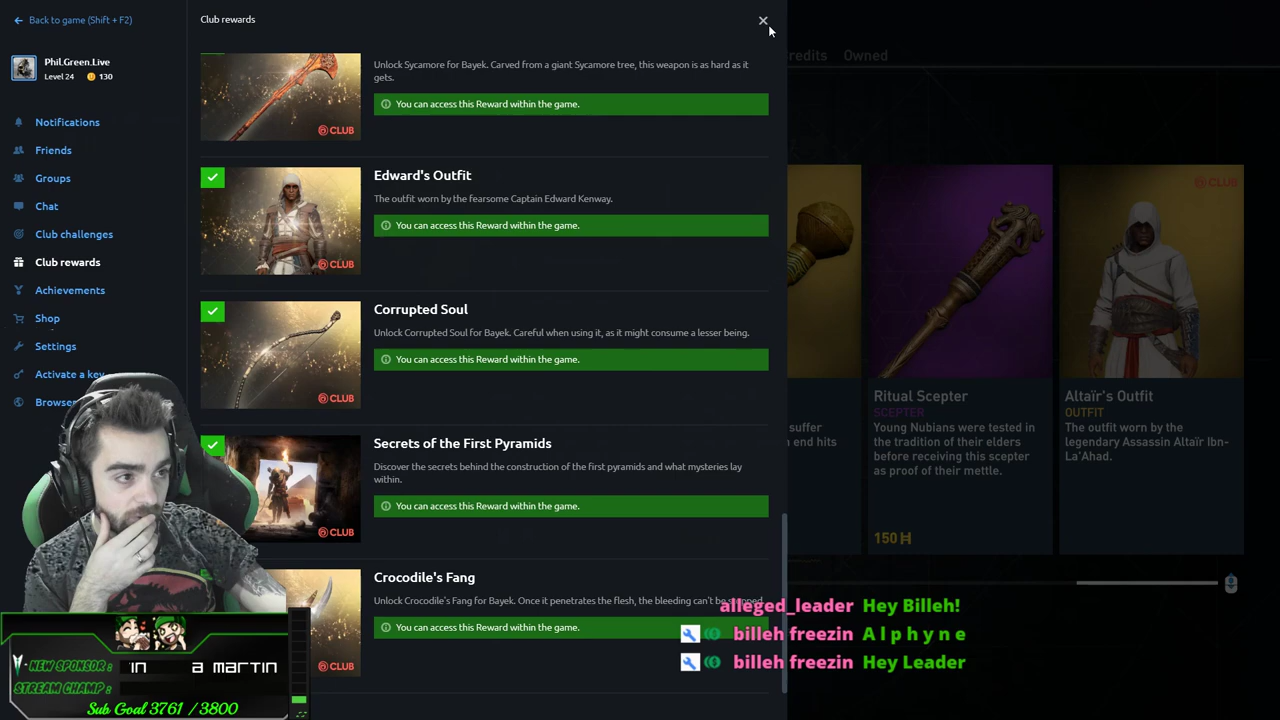 Back to game (Shift + F2)
Club rewards
Phil.Green.Live
Level 24
130
Notifications
Friends
Groups
Chat
Club challenges
Club rewards
Achievements
Shop
Settings
Activate a key
Browser
Unlock Sycamore for Bayek. Carved from a giant Sycamore tree, this weapon is as hard as it
gets.
You can access this Reward within the game.
CLUB
Edward's Outfit
The outfit worn by the fearsome Captain Edward Kenway.
You can access this Reward within the game.
CLUB
Corrupted Soul
Unlock Corrupted Soul for Bayek. Careful when using it, as it might consume a lesser being.
You can access this Reward within the game.
CLUB
Secrets of the First Pyramids
Discover the secrets behind the construction of the first pyramids and what mysteries lay
within.
You can access this Reward within the game.
CLUB
Crocodile's Fang
Unlock Crocodile's Fang for Bayek. Once it penetrates the flesh, the bleeding can't be
You can access this Reward within the game.
CLUB
redits
Owned
suffer
end hits
Ritual Scepter
SCEPTER
Young Nubians were tested in
the tradition of their elders
before receiving this scepter
as proof of their mettle.
150
CLUB
Altaïr's Outfit
OUTFIT
The outfit worn by the
legendary Assassin Altaïr Ibn-
La'Ahad.
alleged_leader Hey Billeh!
billeh freezin A l p h y n e
billeh freezin Hey Leader
NEW SPONSOR : in a martin
STREAM CHAMP :
Sub Goal 3761 / 3800